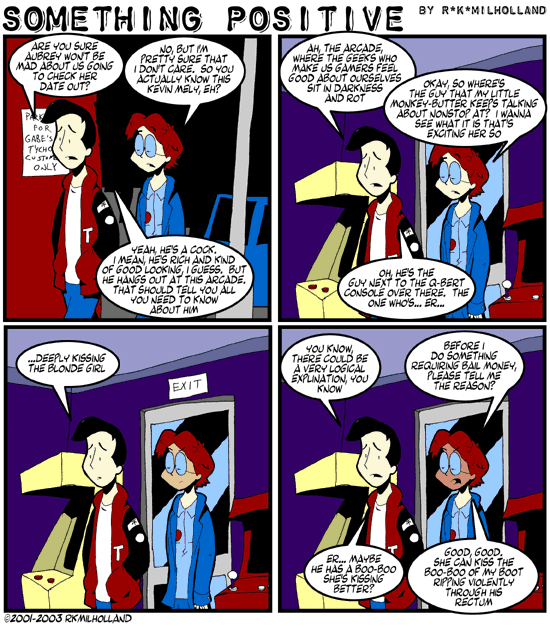 SOMETHING POSITIVE BY R*K*MILHOLLAND
ARE YOU SURE
AUBREY WON'T BE
MAD ABOUT US GOING
TO CHECK HER
DATE OUT?
NO, BUT I'M
PRETTY SURE THAT
I DON'T CARE. SO YOU
ACTUALLY KNOW THIS
KEVIN MELY, EH?
FOR
GABE'S
TYCHO
ONLY
YEAH, HE'S A COCK.
I MEAN, HE'S RICH AND KIND
OF GOOD LOOKING, I GUESS. BUT
HE HANGS OUT AT THIS ARCADE.
THAT SHOULD TELL YOU ALL
YOU NEED TO KNOW
ABOUT HIM
T
AH, THE ARCADE,
WHERE THE GEEKS WHO
MAKE US GAMERS FEEL
GOOD ABOUT OURSELVES
SIT IN DARKNESS
AND ROT
OKAY, SO WHERE'S
THE GUY THAT MY LITTLE
MONKEY-BUTTER KEEPS TALKING
ABOUT NONSTOP AT? I WANNA
SEE WHAT IT IS THAT'S
EXCITING HER SO
OH, HE'S THE
GUY NEXT TO THE Q-BERT
CONSOLE OVER THERE. THE
ONE WHO'S... ER...
...DEEPLY KISSING
THE BLONDE GIRL
EXIT
T
YOU KNOW,
THERE COULD BE
A VERY LOGICAL
EXPLINATION, YOU
KNOW
BEFORE I
DO SOMETHING
REQUIRING BAIL MONEY,
PLEASE TELL ME
THE REASON?
ER... MAYBE
HE HAS A BOO-BOO
SHE'S KISSING
BETTER?
GOOD, GOOD.
SHE CAN KISS THE
BOO-BOO OF MY BOOT
RIPPING VIOLENTLY
THROUGH HIS
RECTUM
T
©2001-2003 RKMILHOLLAND